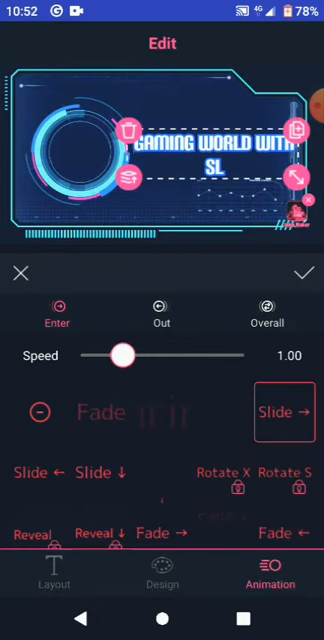 10:52
4G
78%
Edit
GAMING WORLD WITH
SL
Enter
Out
Overall
Speed
1.00
Fade
Slide →
Slide ←
Slide ↓
Rotate X
Rotate S
Reveal
Reveal ↓
Fade →
Fade ←
Layout
Design
Animation